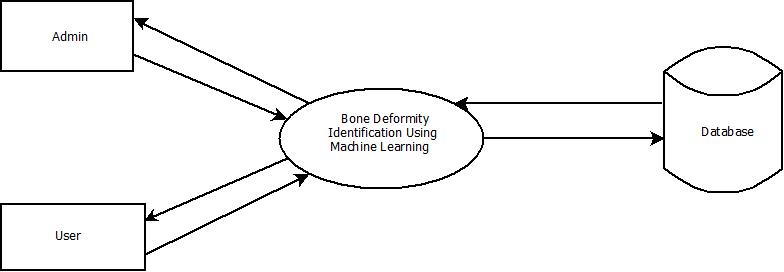 Admin
Bone Deformity
Identification Using
Machine Learning
Database
User